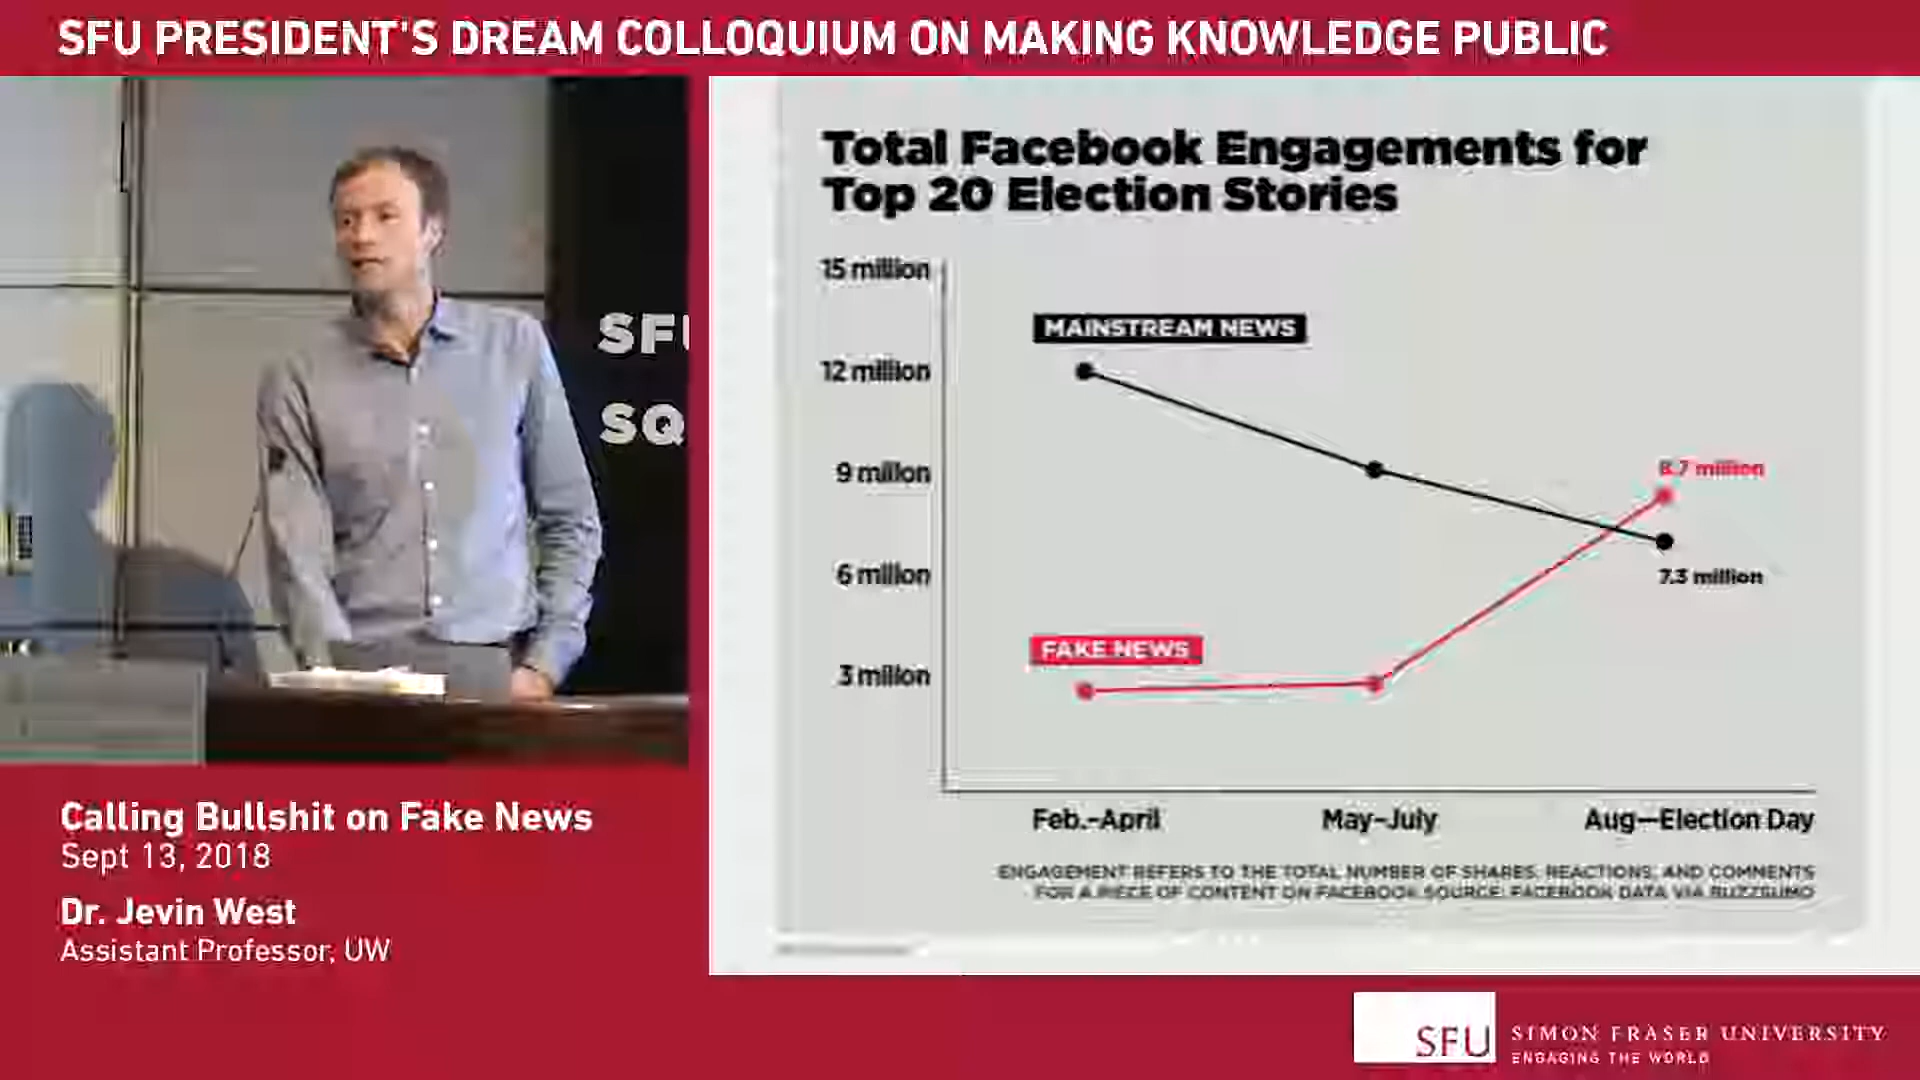 SFU PRESIDENT'S DREAM COLLOQUIUM ON MAKING KNOWLEDGE PUBLIC
SFU
SQ
Calling Bullshit on Fake News
Sept 13, 2018
Dr. Jevin West
Assistant Professor, UW
Total Facebook Engagements for
Top 20 Election Stories
15 million
MAINSTREAM NEWS
12 million
9 millon
8.7 million
6 millon
7.3 million
FAKE NEWS
3 millon
Feb.–April
May–July
Aug—Election Day
ENGAGEMENT REFERS TO THE TOTAL NUMBER OF SHARES, REACTIONS, AND COMMENTS
FOR A PIECE OF CONTENT ON FACEBOOK SOURCE: FACEBOOK DATA VIA BUZZSUMO
SFU
SIMON FRASER UNIVERSITY
ENGAGING THE WORLD